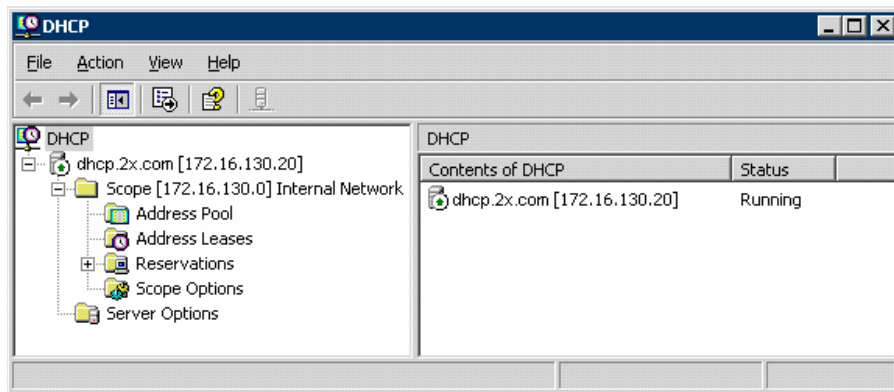 DHCP
File Action View Help
DHCP
dhcp.2x.com [172.16.130.20]
Scope [172.16.130.0] Internal Network
Address Pool
Address Leases
Reservations
Scope Options
Server Options
DHCP
Contents of DHCP Status
dhcp.2x.com [172.16.130.20] Running